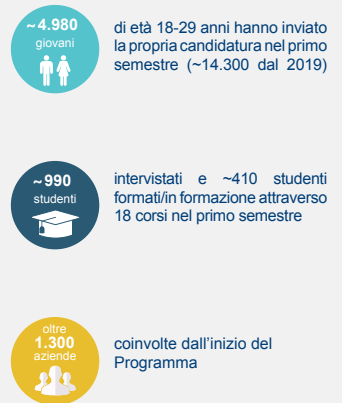 ~4.980
giovani
di età 18-29 anni hanno inviato
la propria candidatura nel primo
semestre (~14.300 dal 2019)
~990
studenti
intervistati e ~410 studenti
formati/in formazione attraverso
18 corsi nel primo semestre
oltre
1.300
aziende
coinvolte dall'inizio del
Programma